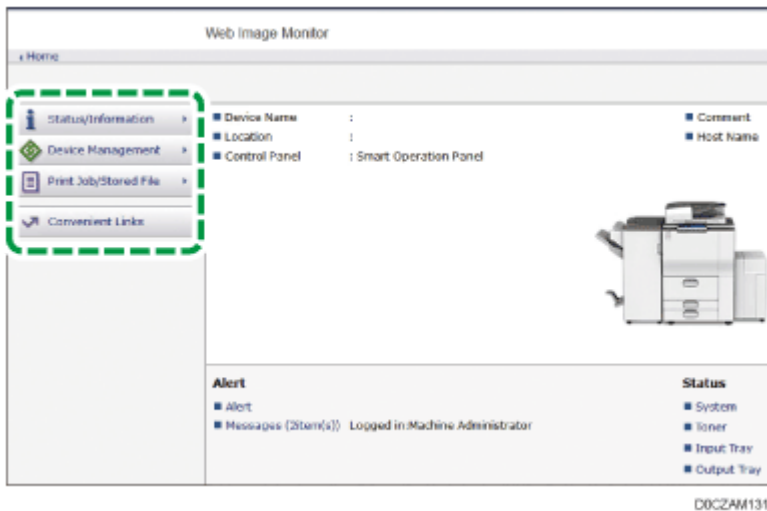 Web Image Monitor
Home
Status/Information
Device Management
Print Job/Stored File
Convenient Links
Device Name :
Location :
Control Panel : Smart Operation Panel
Comment
Host Name
Alert
Alert
Messages (2item(s)) Logged in:Machine Administrator
Status
System
Toner
Input Tray
Output Tray
D0CZAM131